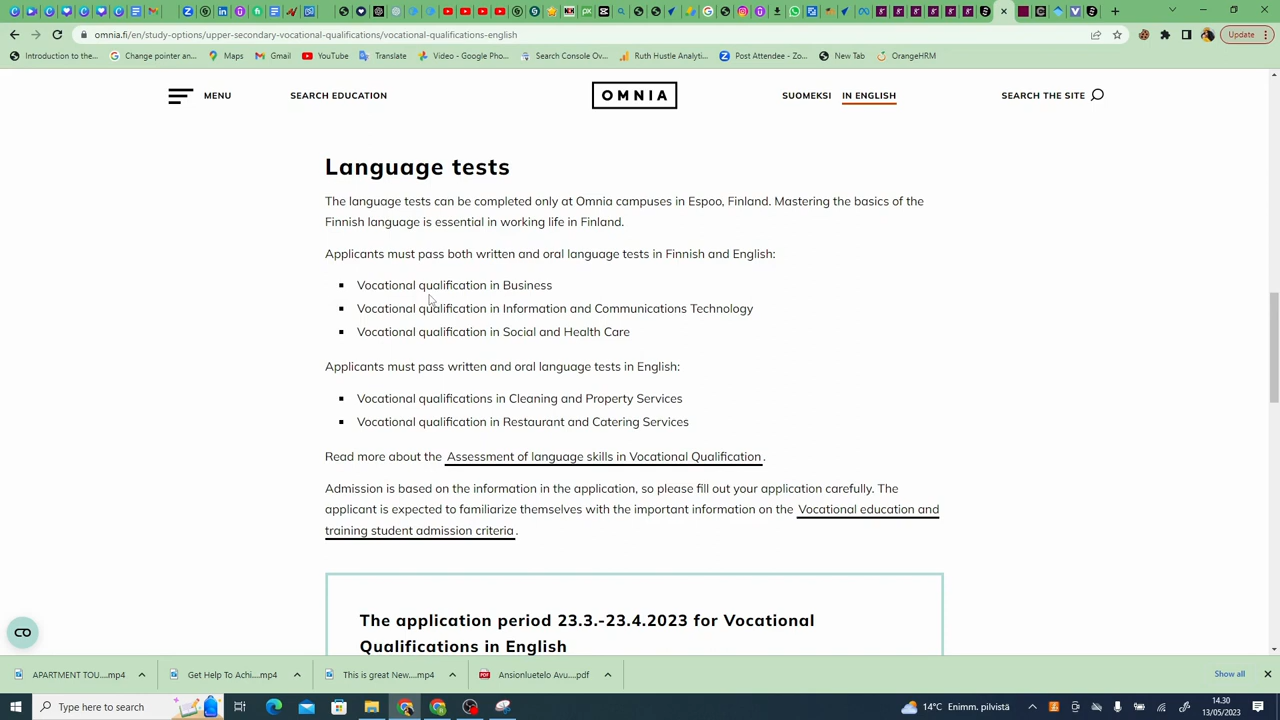 Update
omnia.fi/en/study-options/upper-secondary-vocational-qualifications/vocational-qualifications-english
Introduction to the...
Change pointer an...
Maps
Gmail
YouTube
Translate
Video - Google Pho...
Search Console Ov...
Ruth Hustle Analyti...
Post Attendee - Zo...
New Tab
OrangeHRM
MENU
SEARCH EDUCATION
OMNIA
SUOMEKSI
IN ENGLISH
SEARCH THE SITE
Language tests
The language tests can be completed only at Omnia campuses in Espoo, Finland. Mastering the basics of the
Finnish language is essential in working life in Finland.
Applicants must pass both written and oral language tests in Finnish and English:
Vocational qualification in Business
Vocational qualification in Information and Communications Technology
Vocational qualification in Social and Health Care
Applicants must pass written and oral language tests in English:
Vocational qualifications in Cleaning and Property Services
Vocational qualification in Restaurant and Catering Services
Read more about the Assessment of language skills in Vocational Qualification.
Admission is based on the information in the application, so please fill out your application carefully. The
applicant is expected to familiarize themselves with the important information on the Vocational education and
training student admission criteria.
The application period 23.3.-23.4.2023 for Vocational
Qualifications in English
APARTMENT TOU....mp4
Get Help To Achi....mp4
This is great New....mp4
Ansionluetelo Avu....pdf
Show all
Type here to search
14°C Enimm. pilvistä
14.30
13/05/2023